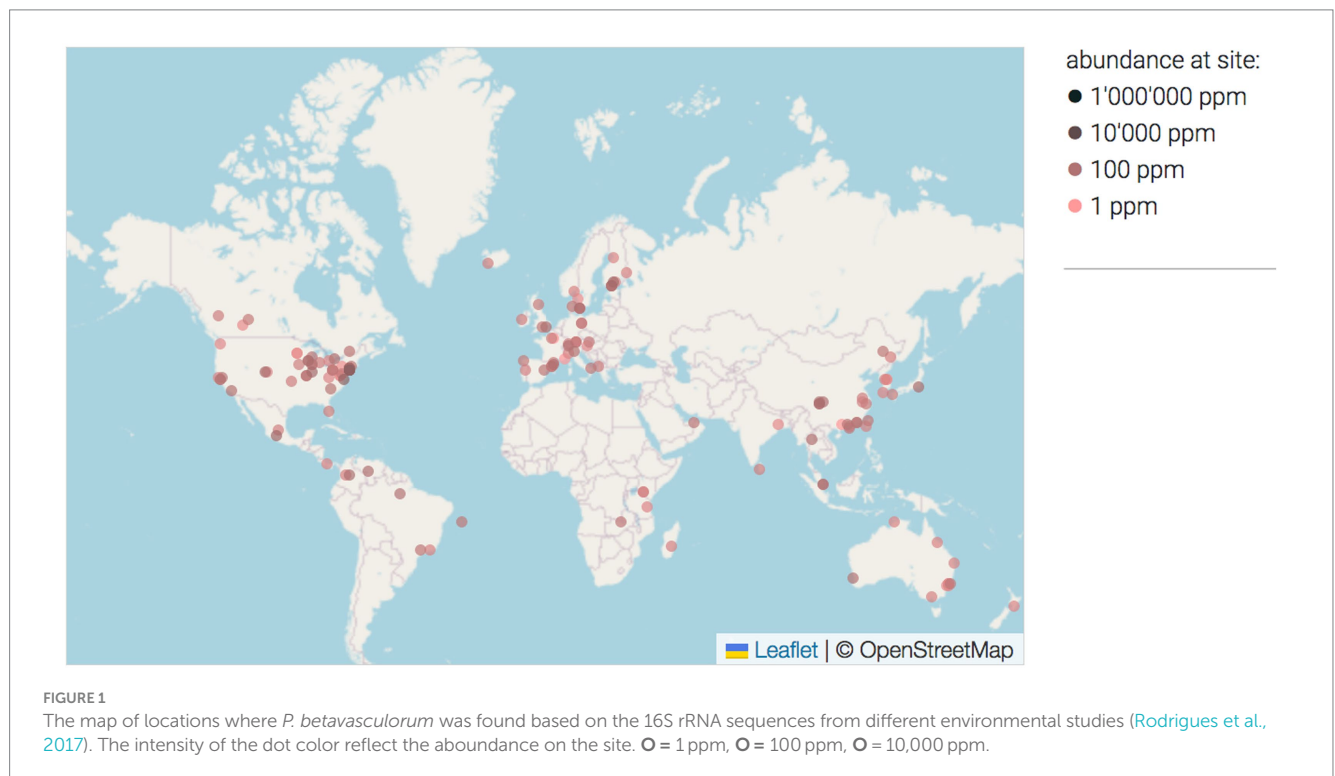 abundance at site:
1'000'000 ppm
10'000 ppm
100 ppm
1 ppm
Leaflet | © OpenStreetMap
FIGURE 1
The map of locations where P. betavasculorum was found based on the 16S rRNA sequences from different environmental studies (Rodrigues et al.,
2017). The intensity of the dot color reflect the aboundance on the site. O = 1 ppm, O = 100 ppm, O = 10,000 ppm.